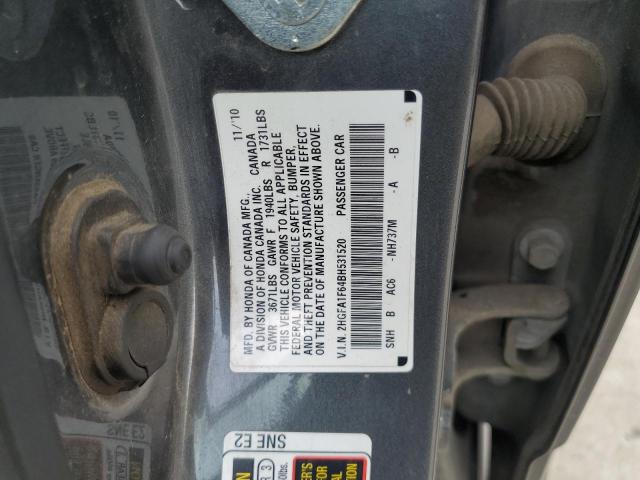 MFD. BY HONDA OF CANADA MFG., 11/'10
A DIVISION OF HONDA CANADA INC. CANADA
GVWR 3671LBS GAWR F 1940LBS R 1731LBS
THIS VEHICLE CONFORMS TO ALL APPLICABLE
FEDERAL MOTOR VEHICLE SAFETY, BUMPER,
AND THEFT PREVENTION STANDARDS IN EFFECT
ON THE DATE OF MANUFACTURE SHOWN ABOVE.
V.I.N. 2HGFA1F64BH531520 PASSENGER CAR
SNH B AC6 -NH737M -A -B
SNE E2
R 3